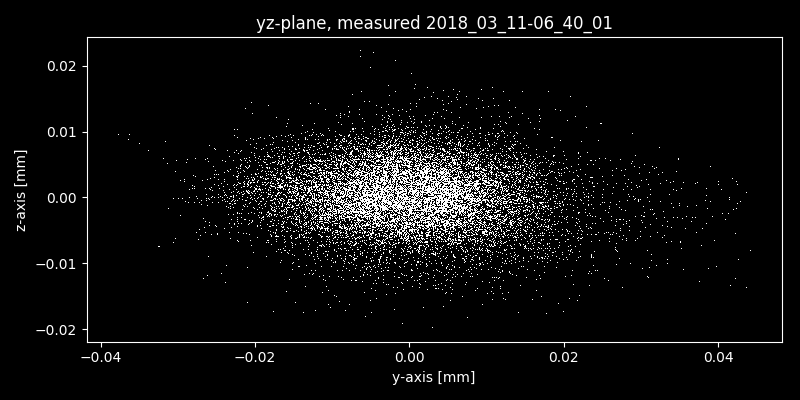 yz-plane, measured 2018_03_11-06_40_01
0.02
0.01
0.00
−0.01
−0.02
z-axis [mm]
−0.04 −0.02 0.00 0.02 0.04
y-axis [mm]